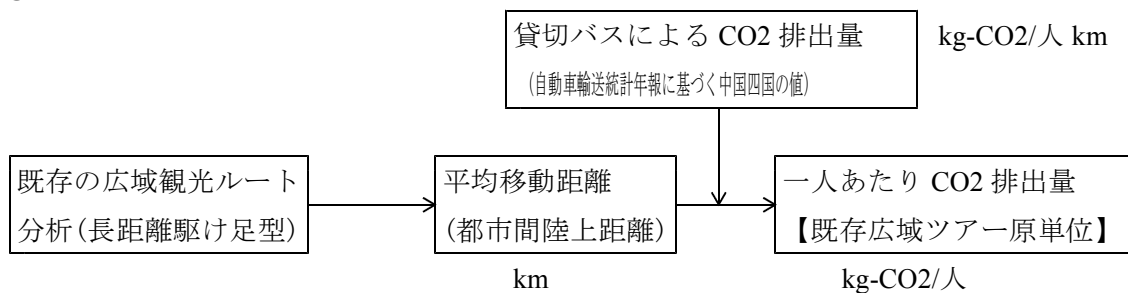 貸切バスによる CO2 排出量
kg-CO2/人 km
(自動車輸送統計年報に基づく中国四国の値)
既存の広域観光ルート
分析(長距離駆け足型)
平均移動距離
(都市間陸上距離)
一人あたり CO2 排出量
【既存広域ツアー原単位】
km
kg-CO2/人